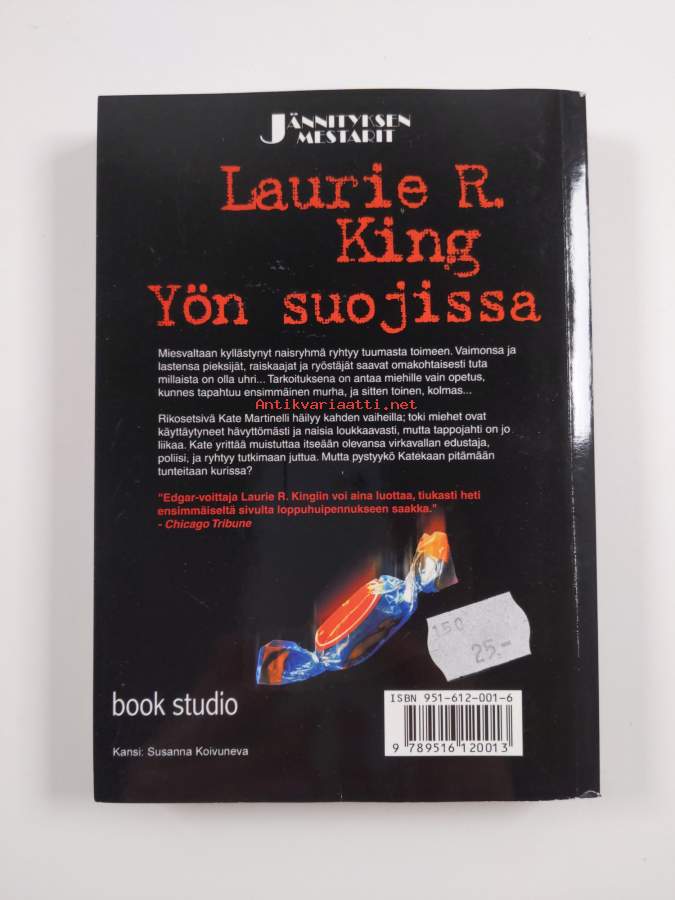 JÄNNITYKSEN
MESTARIT
Laurie R.
King
Yön suojissa
Miesvaltaan kyllästynyt naisryhmä ryhtyy tuumasta toimeen. Vaimonsa ja
lastensa pieksijät, raiskaajat ja ryöstäjät saavat omakohtaisesti tuta
millaista on olla uhri... Tarkoituksena on antaa miehille vain opetus,
kunnes tapahtuu ensimmäinen murha, ja sitten toinen, kolmas...
Antikvariaatti.net
Rikosetsivä Kate Martinelli häilyy kahden vaiheilla; toki miehet ovat
käyttäytyneet hävyttömästi ja naisia loukkaavasti, mutta tappojahti on jo
liikaa. Kate yrittää muistuttaa itseään olevansa virkavallan edustaja,
poliisi, ja ryhtyy tutkimaan juttua. Mutta pystyykö Katekaan pitämään
tunteitaan kurissa?
"Edgar-voittaja Laurie R. Kingiin voi aina luottaa, tiukasti heti
ensimmäiseltä sivulta loppuhuipennukseen saakka."
- Chicago Tribune
150
25.-
ISBN 951-612-001-6
9 789516 120013
book studio
Kansi: Susanna Koivuneva